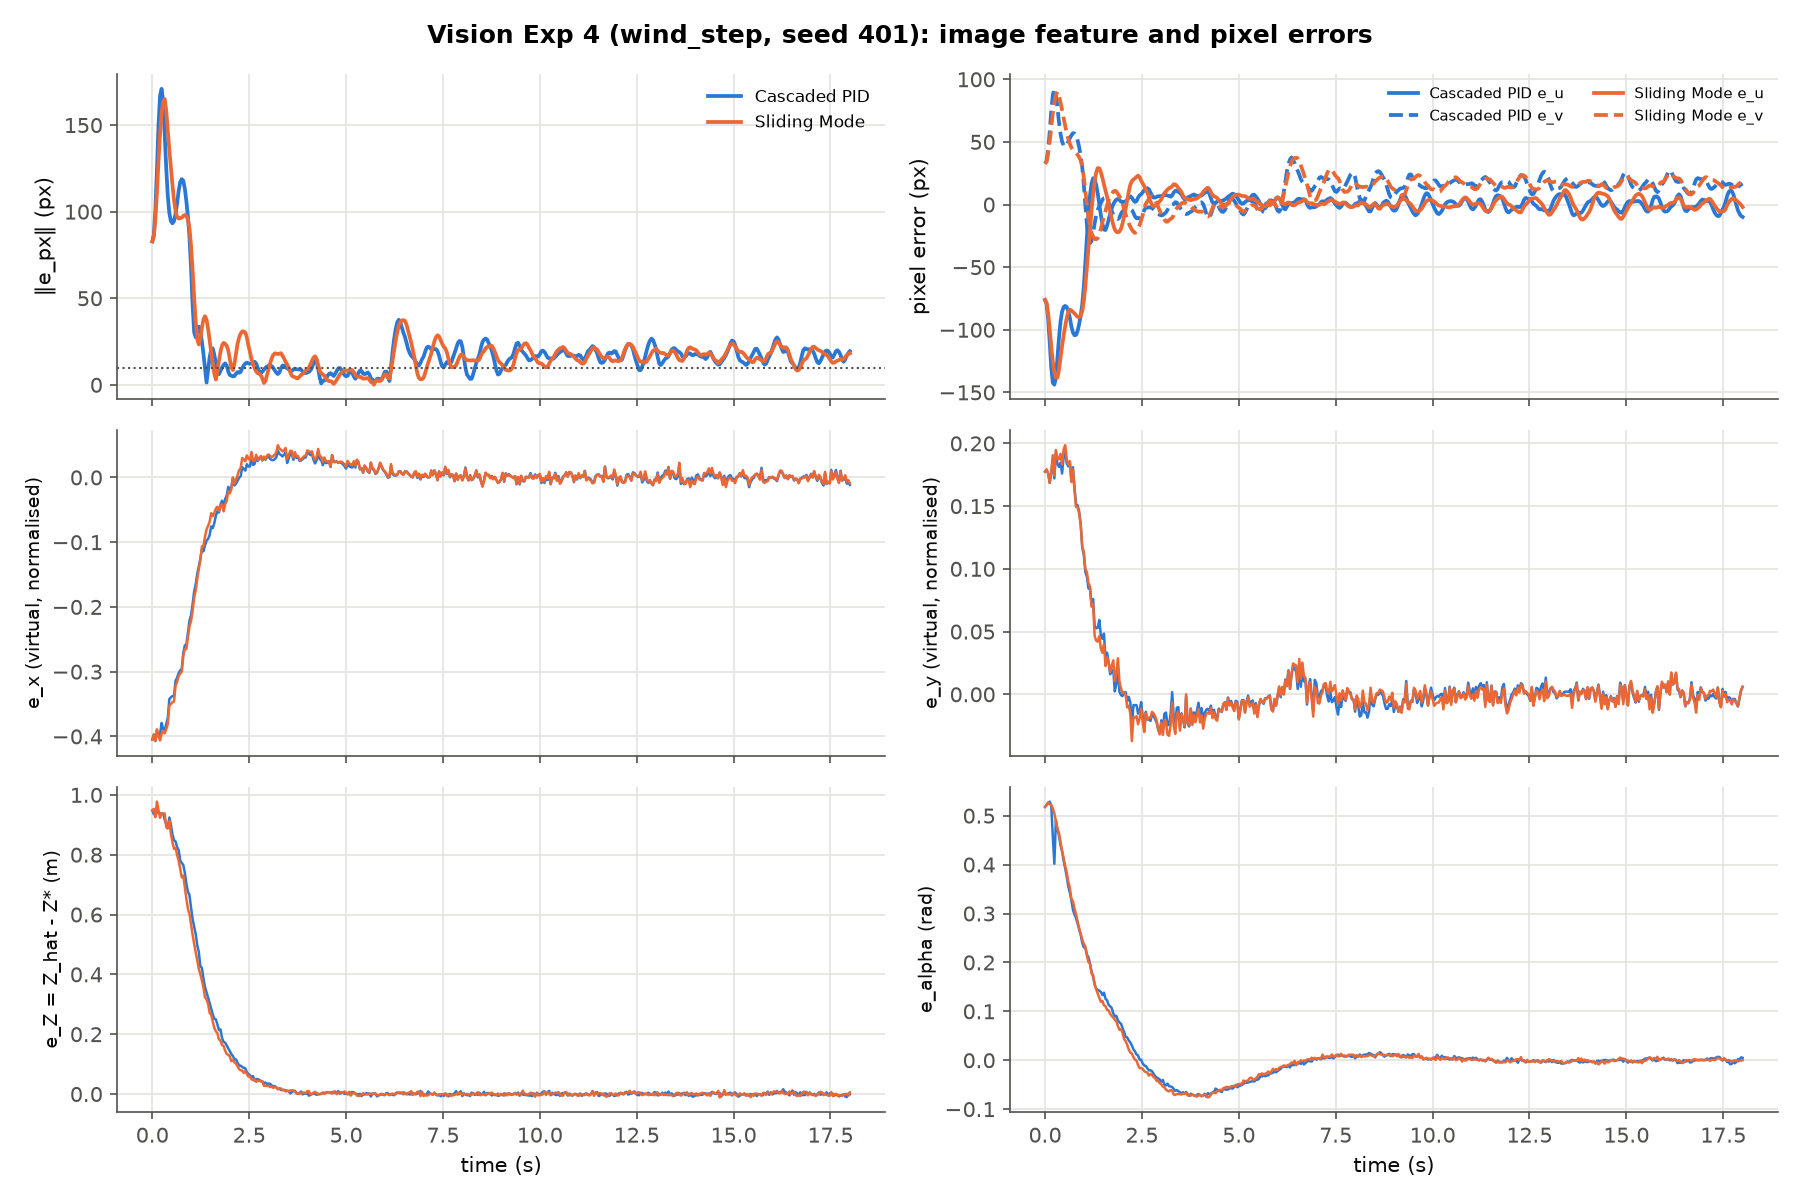 Vision Exp 4 (wind_step, seed 401): image feature and pixel errors
‖e_px‖ (px)
150
100
50
0
Cascaded PID
Sliding Mode
pixel error (px)
100
50
0
−50
−100
−150
Cascaded PID e_u
Cascaded PID e_v
Sliding Mode e_u
Sliding Mode e_v
e_x (virtual, normalised)
0.0
−0.1
−0.2
−0.3
−0.4
e_y (virtual, normalised)
0.20
0.15
0.10
0.05
0.00
e_Z = Z_hat - Z* (m)
1.0
0.8
0.6
0.4
0.2
0.0
0.0 2.5 5.0 7.5 10.0 12.5 15.0 17.5
time (s)
e_alpha (rad)
0.5
0.4
0.3
0.2
0.1
0.0
−0.1
0.0 2.5 5.0 7.5 10.0 12.5 15.0 17.5
time (s)